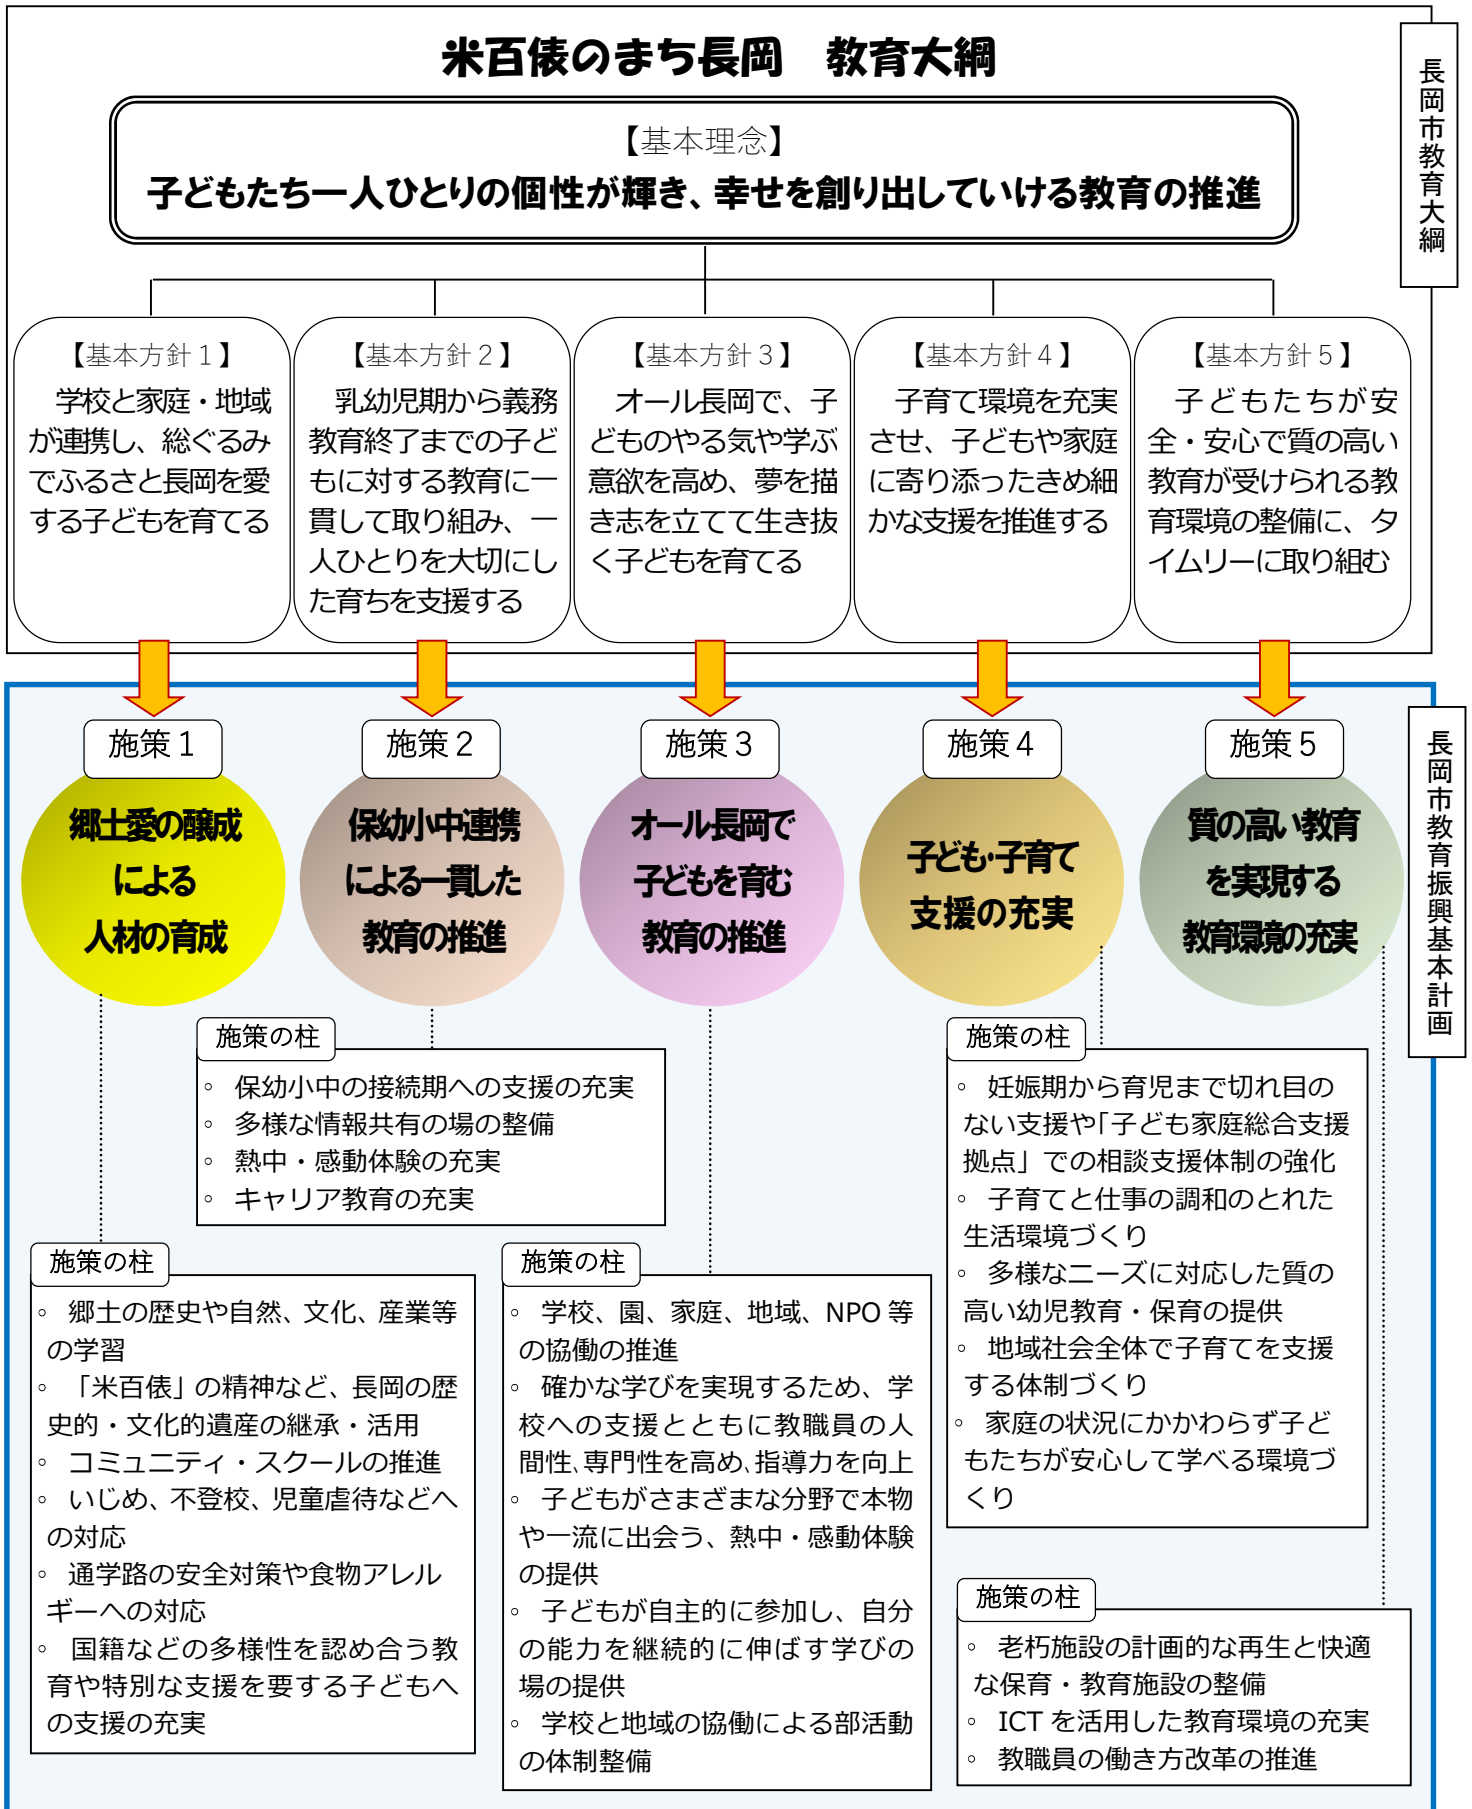 米百俵のまち長岡　教育大綱
長岡市教育大綱
【基本理念】
子どもたち一人ひとりの個性が輝き、幸せを創り出していける教育の推進
【基本方針１】
学校と家庭・地域
が連携し、総ぐるみ
でふるさと長岡を愛
する子どもを育てる
【基本方針２】
乳幼児期から義務
教育終了までの子ど
もに対する教育に一
貫して取り組み、一
人ひとりを大切にし
た育ちを支援する
【基本方針３】
オール長岡で、子
どものやる気や学ぶ
意欲を高め、夢を描
き志を立てて生き抜
く子どもを育てる
【基本方針４】
子育て環境を充実
させ、子どもや家庭
に寄り添ったきめ細
かな支援を推進する
【基本方針５】
子どもたちが安
全・安心で質の高い
教育が受けられる教
育環境の整備に、タ
イムリーに取り組む
長岡市教育振興基本計画
施策１
郷土愛の醸成
による
人材の育成
施策２
保幼小中連携
による一貫した
教育の推進
施策３
オール長岡で
子どもを育む
教育の推進
施策４
子ども・子育て
支援の充実
施策５
質の高い教育
を実現する
教育環境の充実
施策の柱
◦ 保幼小中の接続期への支援の充実
◦ 多様な情報共有の場の整備
◦ 熱中・感動体験の充実
◦ キャリア教育の充実
施策の柱
◦ 妊娠期から育児まで切れ目の
ない支援や「子ども家庭総合支援
拠点」での相談支援体制の強化
◦ 子育てと仕事の調和のとれた
生活環境づくり
◦ 多様なニーズに対応した質の
高い幼児教育・保育の提供
◦ 地域社会全体で子育てを支援
する体制づくり
◦ 家庭の状況にかかわらず子ど
もたちが安心して学べる環境づ
くり
施策の柱
◦ 郷土の歴史や自然、文化、産業等
の学習
◦ 「米百俵」の精神など、長岡の歴
史的・文化的遺産の継承・活用
◦ コミュニティ・スクールの推進
◦ いじめ、不登校、児童虐待などへ
の対応
◦ 通学路の安全対策や食物アレル
ギーへの対応
◦ 国籍などの多様性を認め合う教
育や特別な支援を要する子どもへ
の支援の充実
施策の柱
◦ 学校、園、家庭、地域、NPO 等
の協働の推進
◦ 確かな学びを実現するため、学
校への支援とともに教職員の人
間性、専門性を高め、指導力を向上
◦ 子どもがさまざまな分野で本物
や一流に出会う、熱中・感動体験
の提供
◦ 子どもが自主的に参加し、自分
の能力を継続的に伸ばす学びの
場の提供
◦ 学校と地域の協働による部活動
の体制整備
施策の柱
◦ 老朽施設の計画的な再生と快適
な保育・教育施設の整備
◦ ICT を活用した教育環境の充実
◦ 教職員の働き方改革の推進